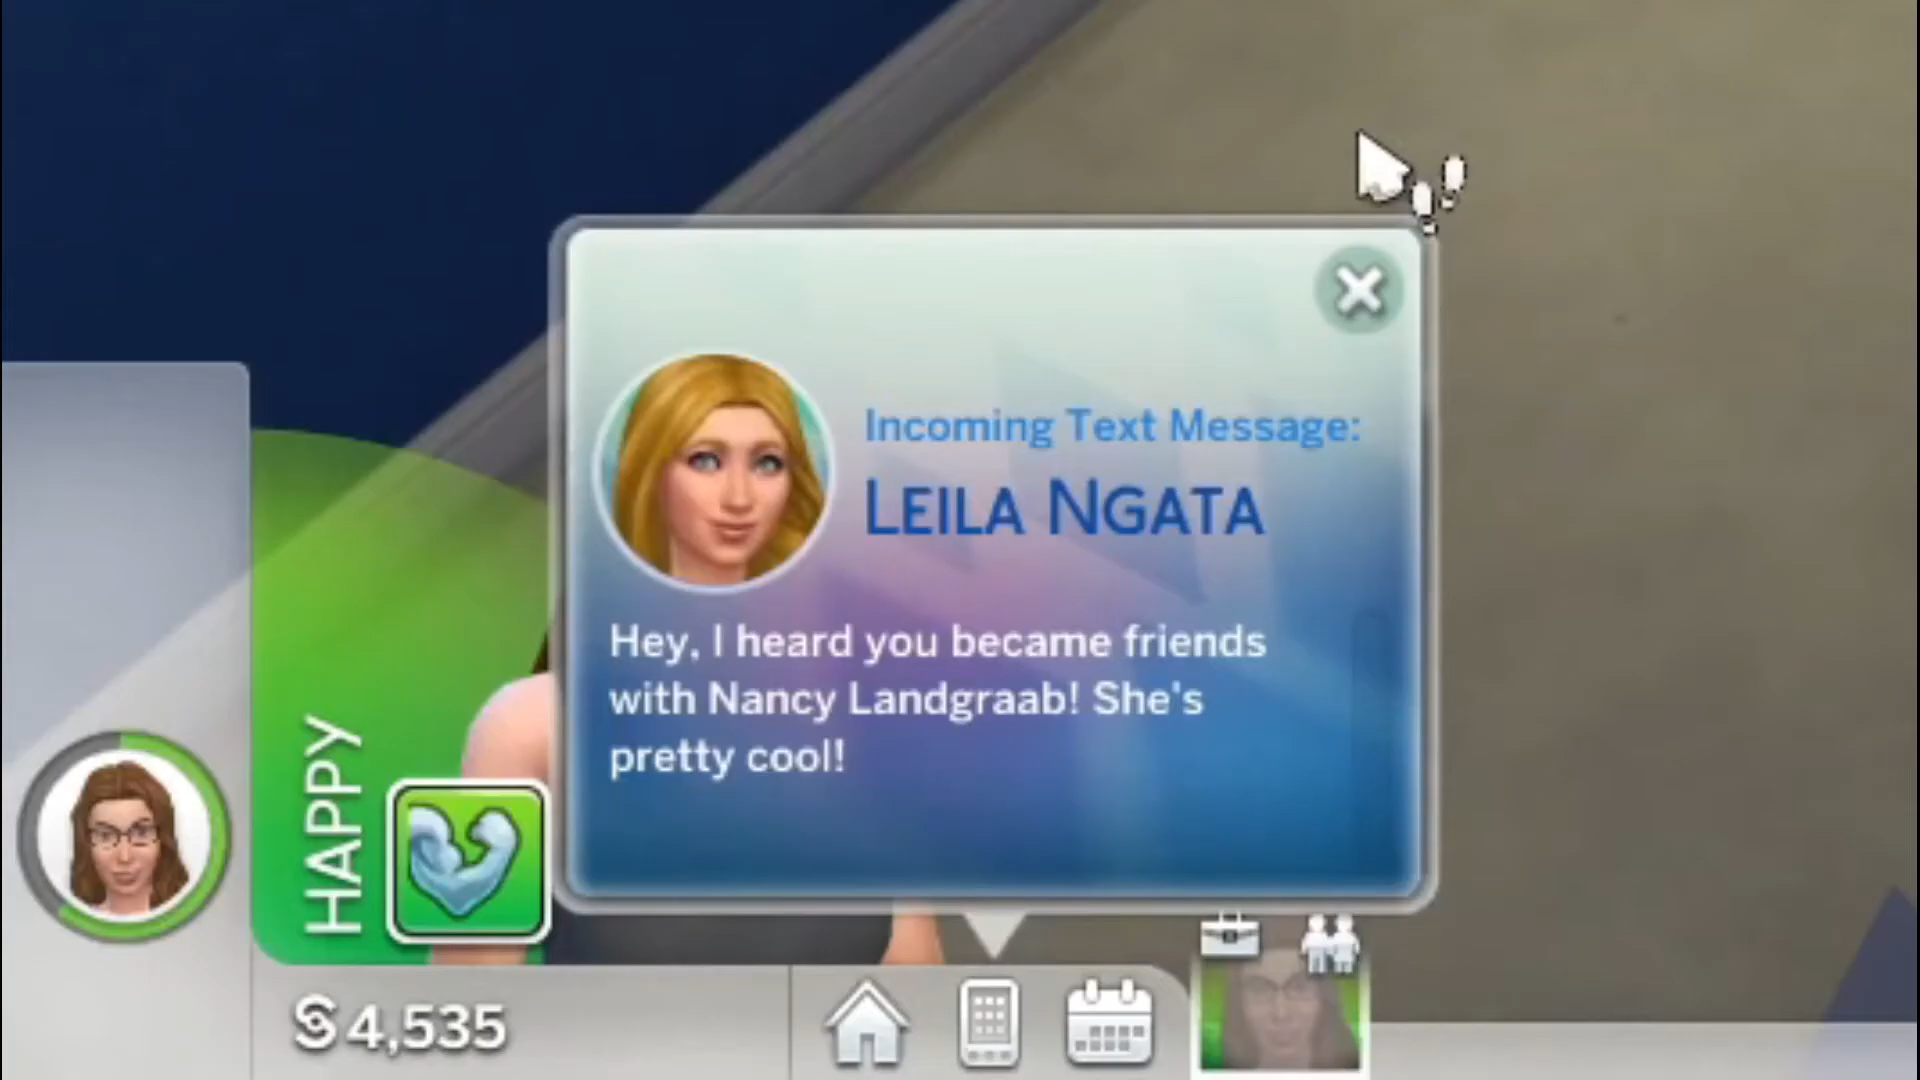 Incoming Text Message:
LEILA NGATA
Hey, I heard you became friends
with Nancy Landgraab! She's
pretty cool!
HAPPY
§4,535